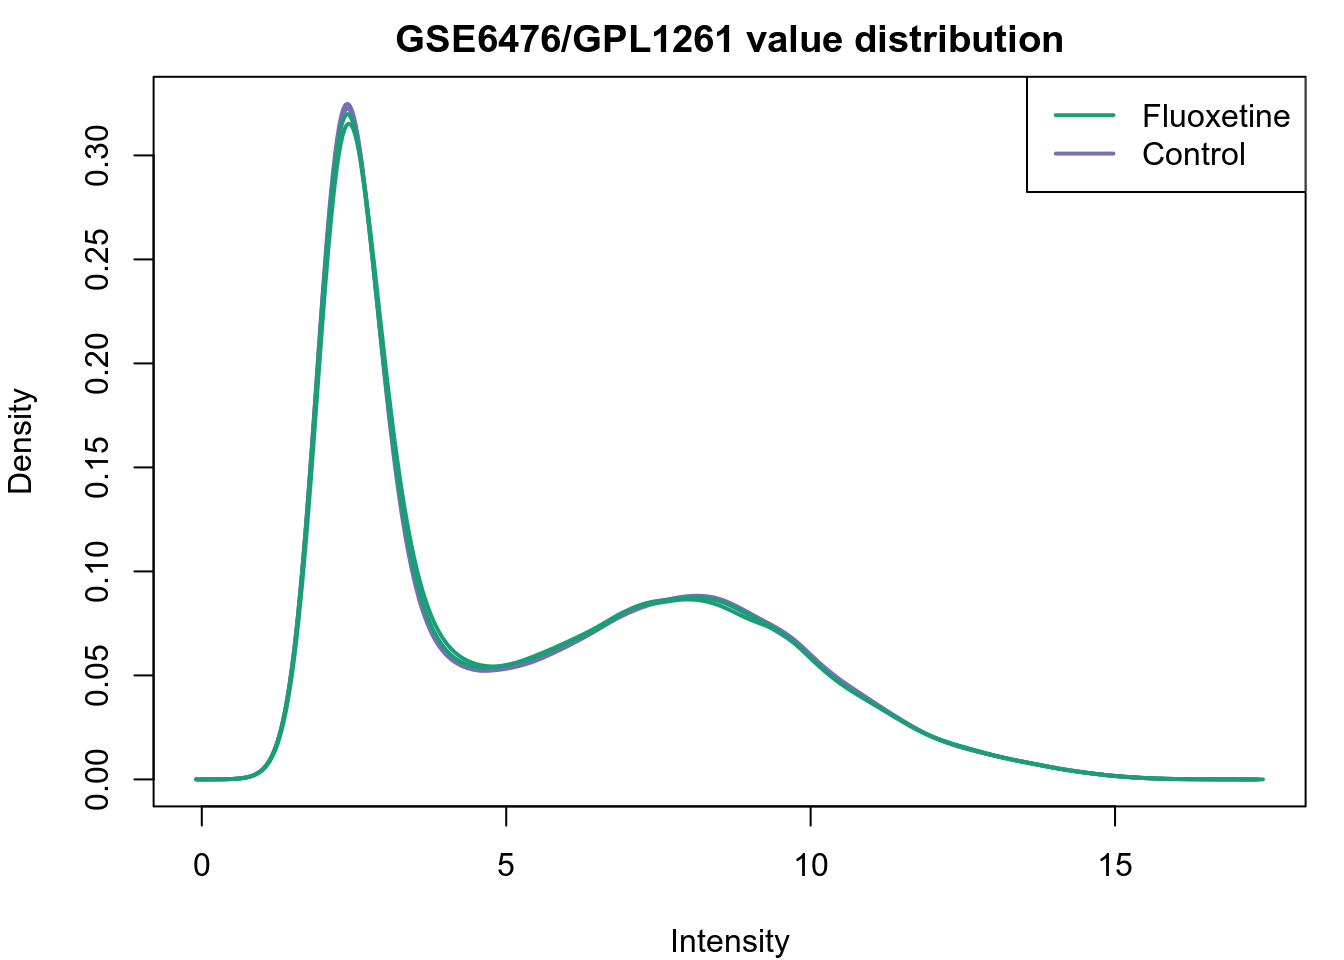 GSE6476/GPL1261 value distribution
Fluoxetine
Control
Density
0.30
0.25
0.20
0.15
0.10
0.05
0.00
0 5 10 15
Intensity